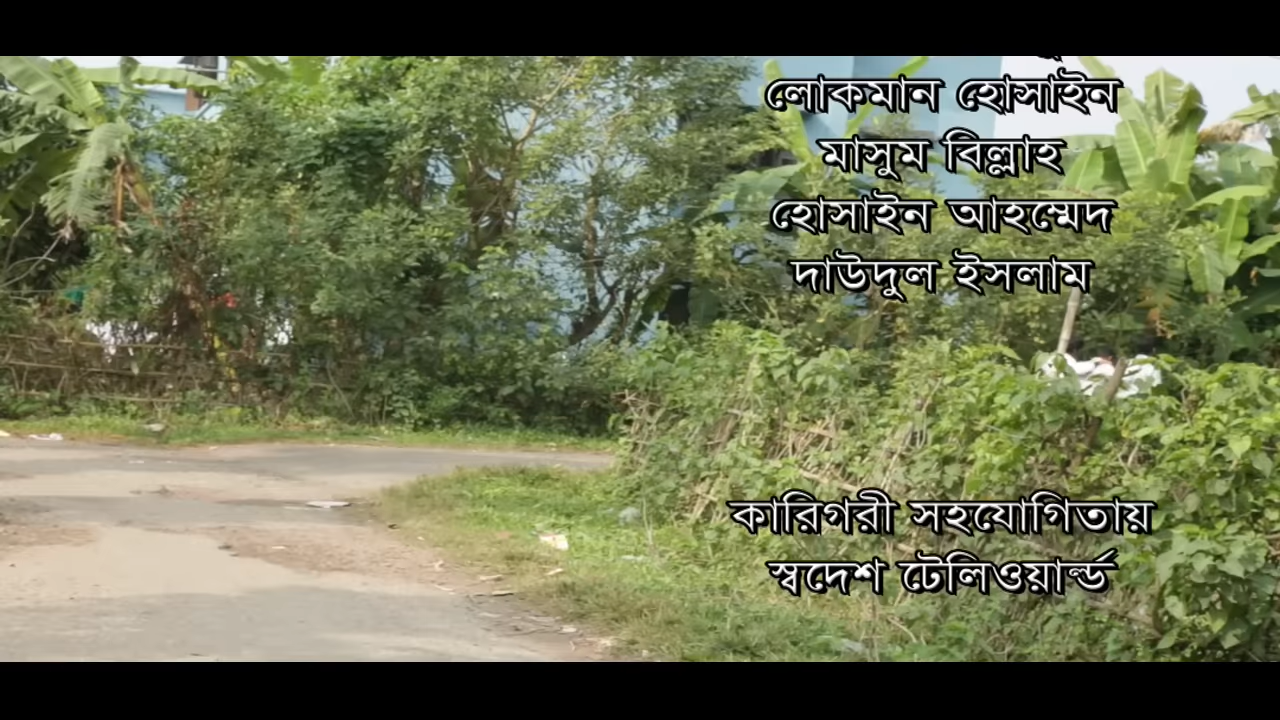 লোকমান হোসাইন
মাসুম বিল্লাহ
হোসাইন আহম্মেদ
দাউদুল ইসলাম
কারিগরী সহযোগিতায়
স্বদেশ টেলিওয়ার্ল্ড